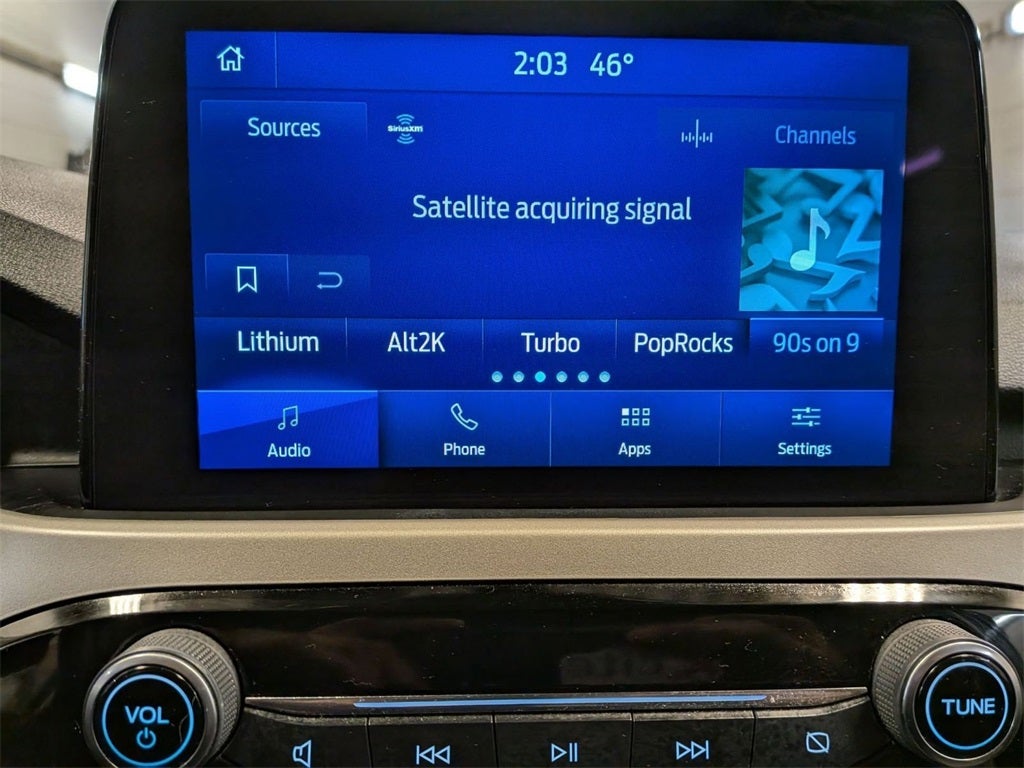 2:03 46°
Sources
SiriusXM
Channels
Satellite acquiring signal
Lithium Alt2K Turbo PopRocks 90s on 9
Audio Phone Apps Settings
VOL
TUNE